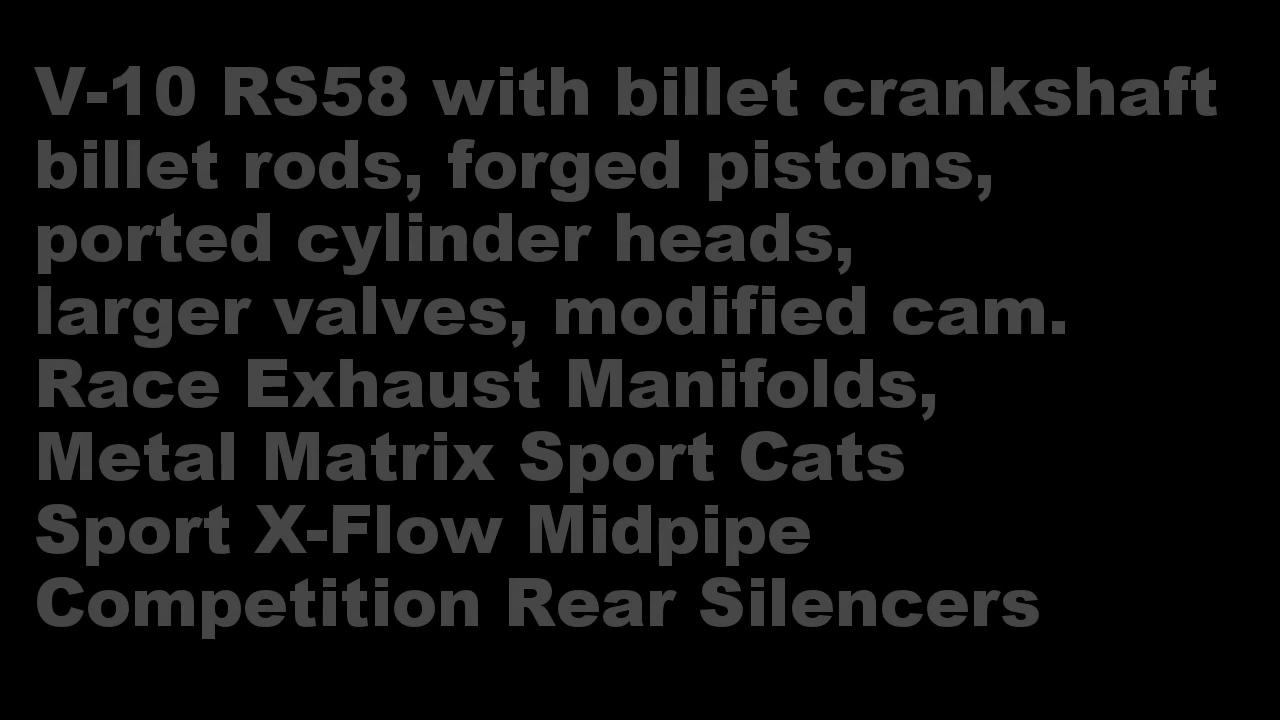 V-10 RS58 with billet crankshaft
billet rods, forged pistons,
ported cylinder heads,
larger valves, modified cam.
Race Exhaust Manifolds,
Metal Matrix Sport Cats
Sport X-Flow Midpipe
Competition Rear Silencers